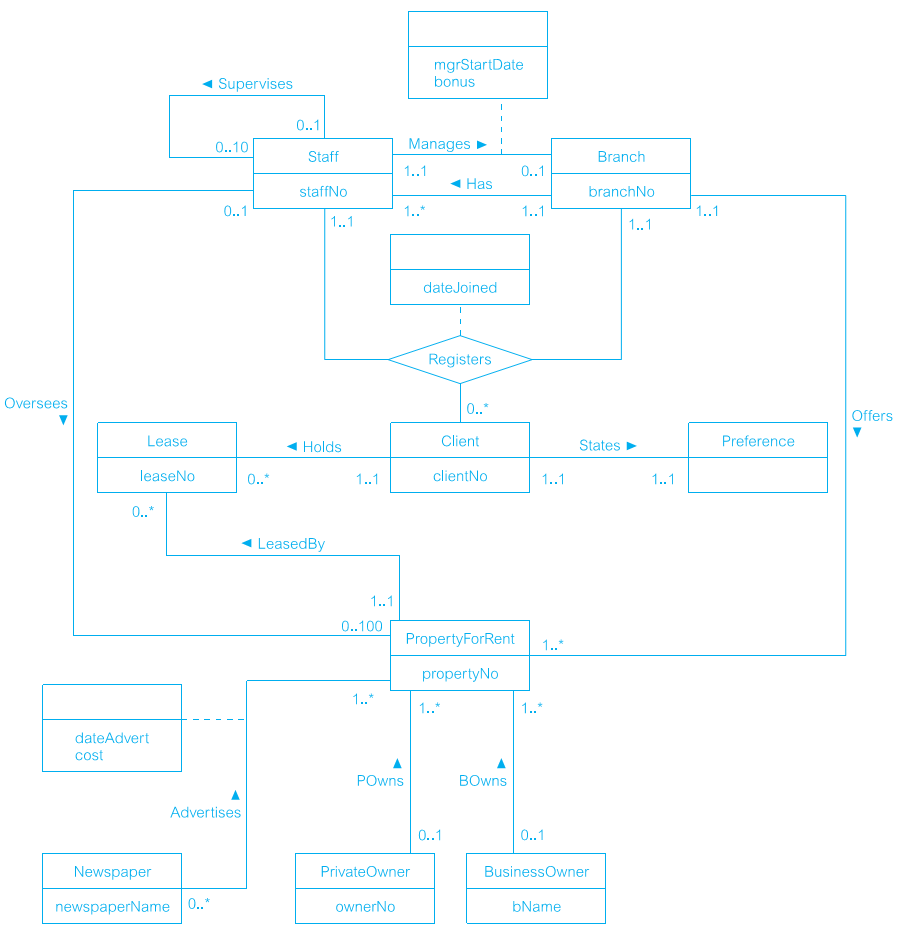 mgrStartDate
bonus
◄ Supervises
0..1
0..10
Staff
staffNo
Manages ►
1..1
0..1
◄ Has
1..*
1..1
Branch
branchNo
0..1
1..1
1..1
1..1
dateJoined
Registers
0..*
Oversees
▼
Offers
▼
Lease
leaseNo
◄ Holds
0..*
1..1
Client
clientNo
States ►
1..1
1..1
Preference
0..*
◄ LeasedBy
1..1
0..100
PropertyForRent
propertyNo
1..*
1..*
1..*
1..*
dateAdvert
cost
▲
POwns
▲
BOwns
▲
Advertises
0..1
0..1
Newspaper
newspaperName
0..*
PrivateOwner
ownerNo
BusinessOwner
bName